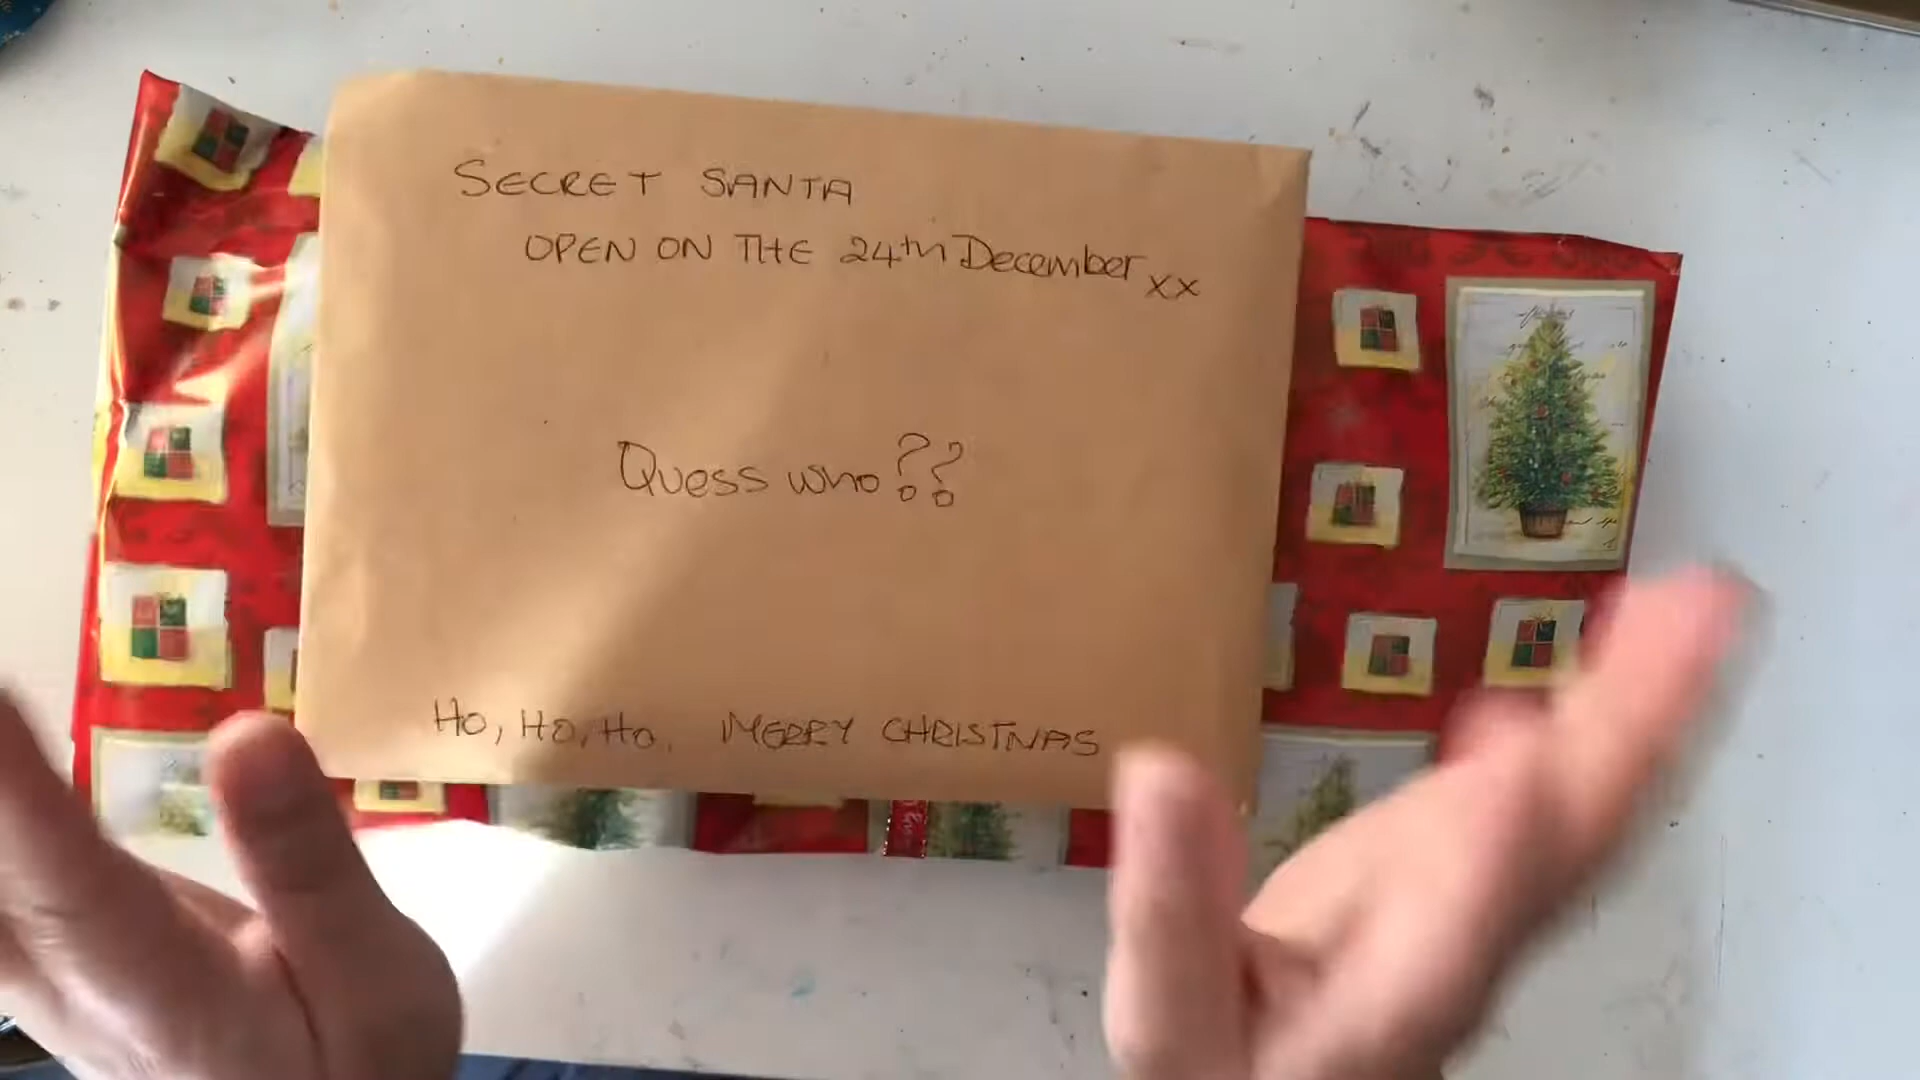 SECRET SANTA
OPEN ON THE 24th December xx
Quess who??
Ho, Ho, Ho. MERRY CHRISTMAS